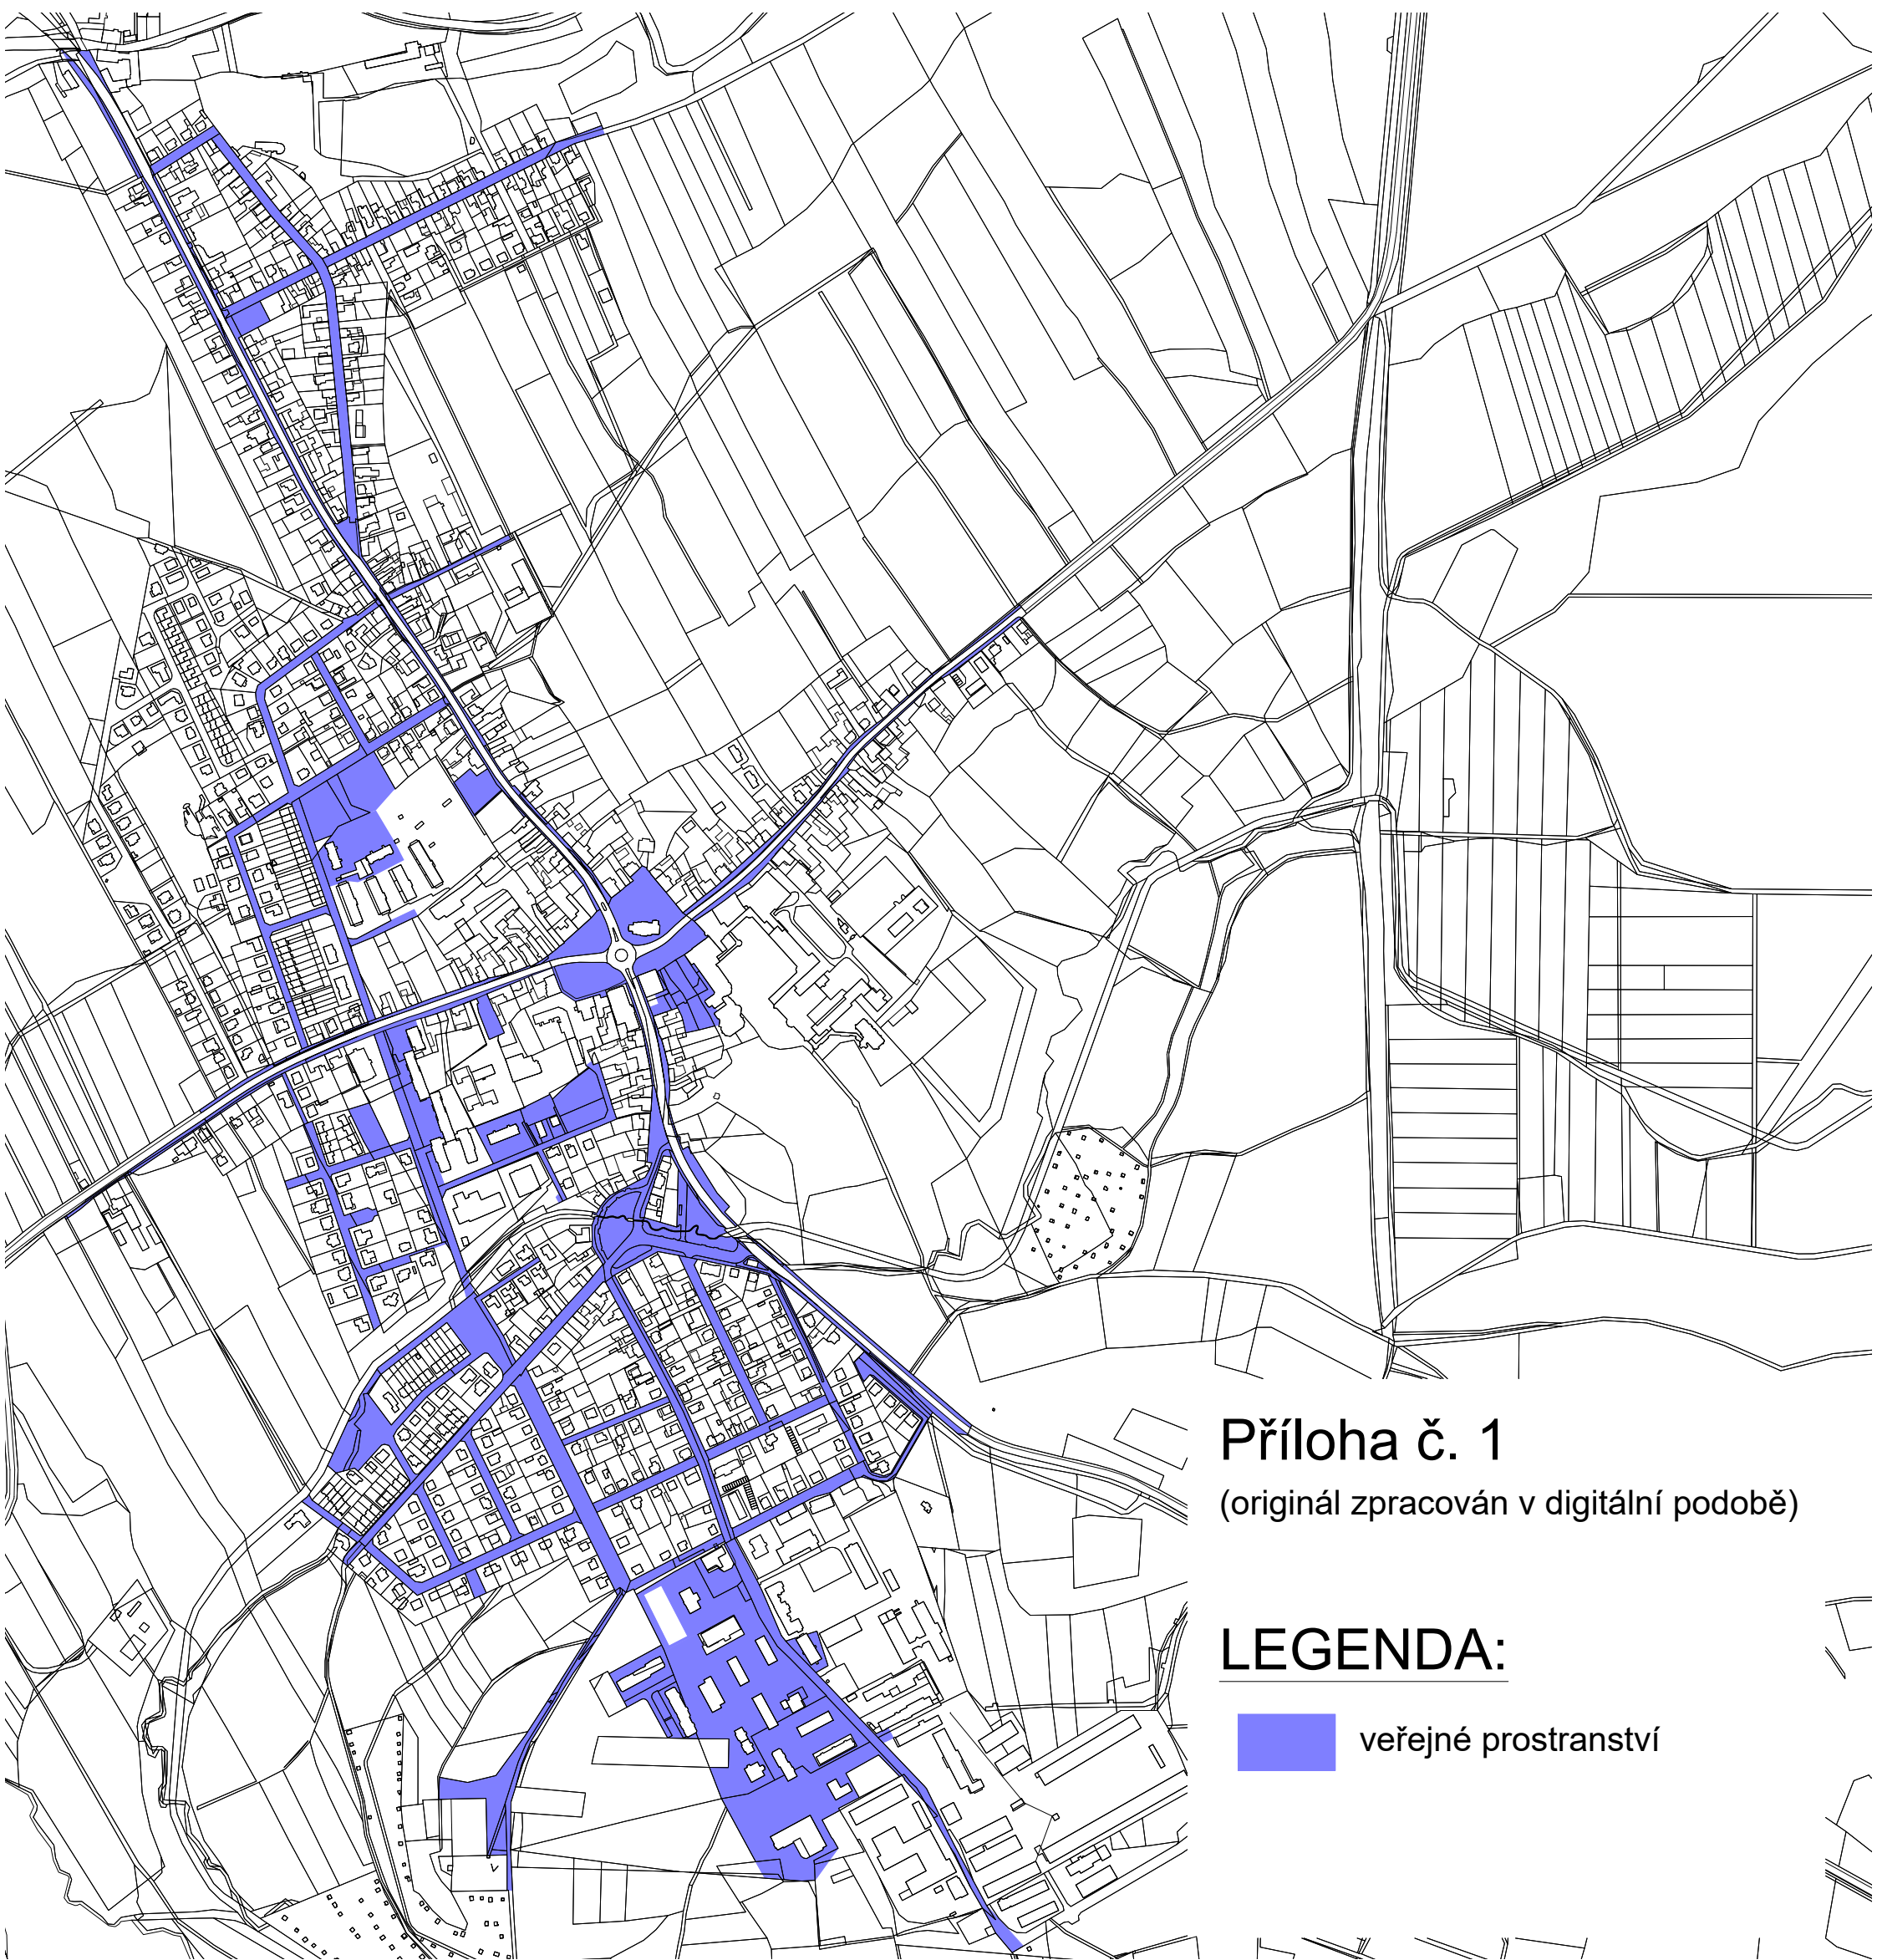 Příloha č. 1
(originál zpracován v digitální podobě)
LEGENDA:
veřejné prostranství